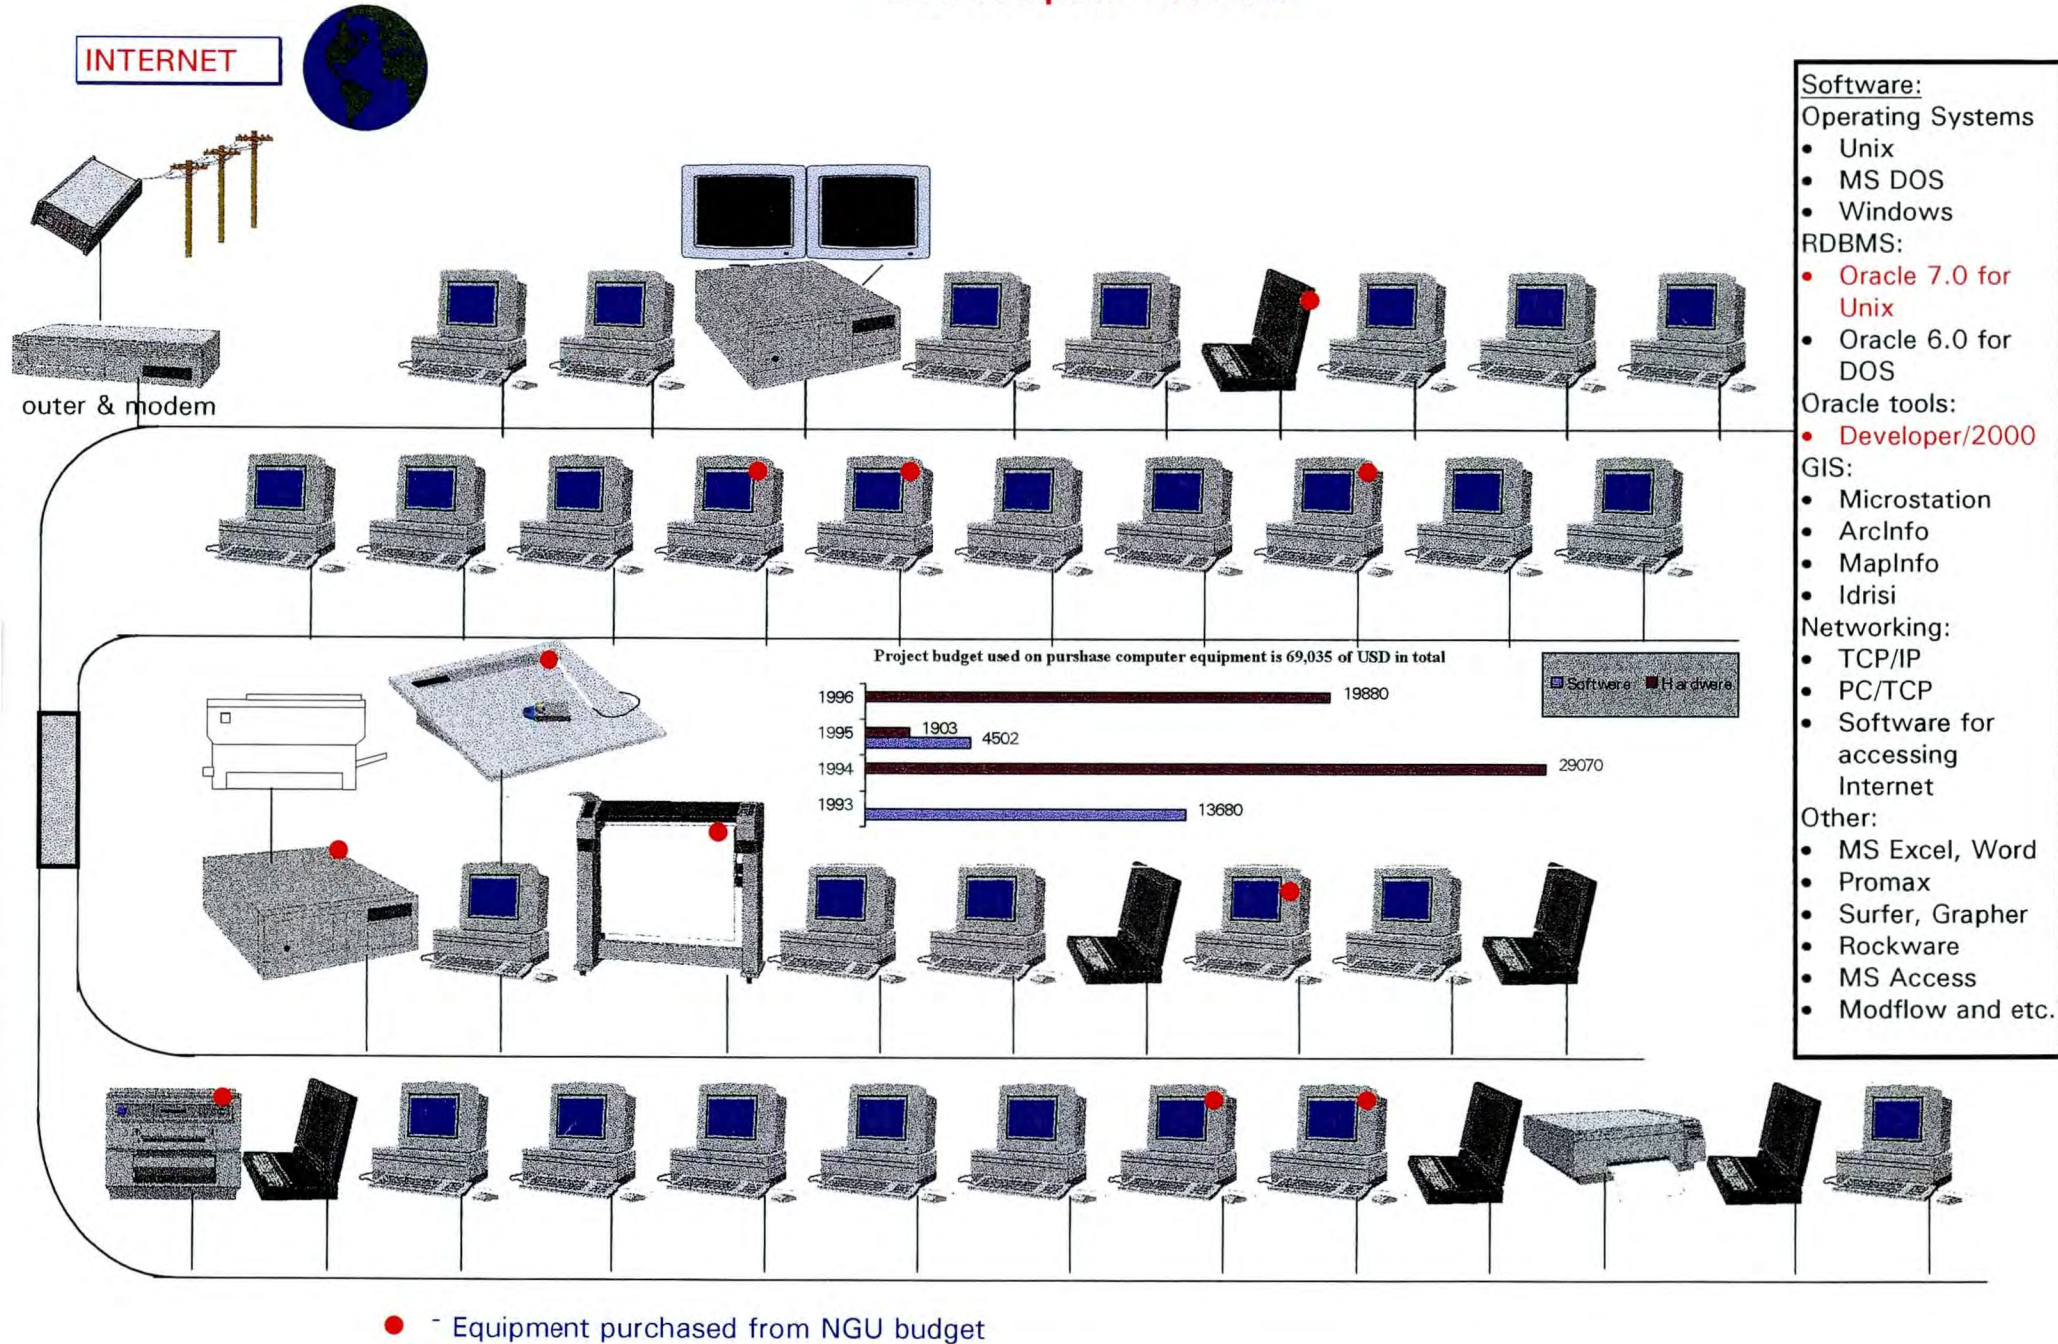 INTERNET
outer & modem
Software:
Operating Systems
• Unix
• MS DOS
• Windows
RDBMS:
• Oracle 7.0 for
Unix
• Oracle 6.0 for
DOS
Oracle tools:
• Developer/2000
GIS:
• Microstation
• ArcInfo
• MapInfo
• Idrisi
Networking:
• TCP/IP
• PC/TCP
• Software for
accessing
Internet
Other:
• MS Excel, Word
• Promax
• Surfer, Grapher
• Rockware
• MS Access
• Modflow and etc.
Project budget used on purshase computer equipment is 69,035 of USD in total
Software Hardware
1996 19880
1995 1903
4502
1994 29070
1993 13680
- Equipment purchased from NGU budget